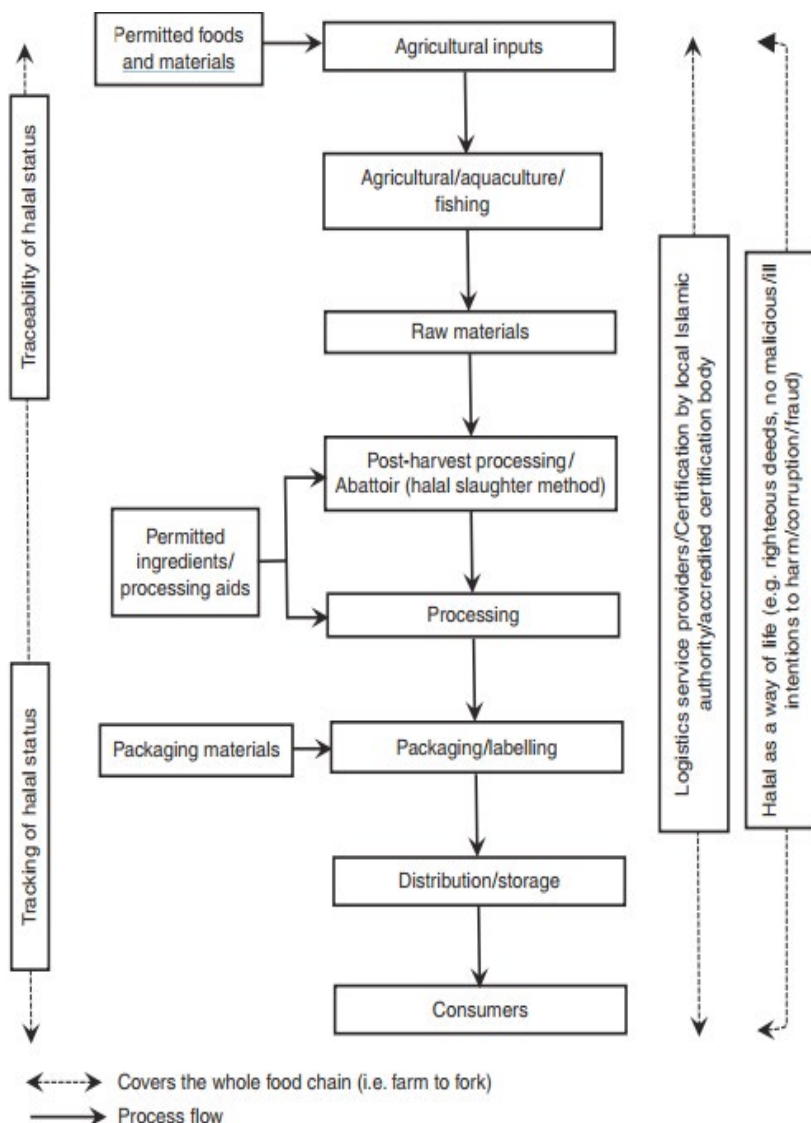 Permitted foods
and materials
Agricultural inputs
Agricultural/aquaculture/
fishing
Raw materials
Post-harvest processing/
Abattoir (halal slaughter method)
Permitted
ingredients/
processing aids
Processing
Packaging materials
Packaging/labelling
Distribution/storage
Consumers
Traceability of halal status
Tracking of halal status
Logistics service providers/Certification by local Islamic
authority/accredited certification body
Halal as a way of life (e.g. righteous deeds, no malicious/ill
intentions to harm/corruption/fraud)
Covers the whole food chain (i.e. farm to fork)
Process flow